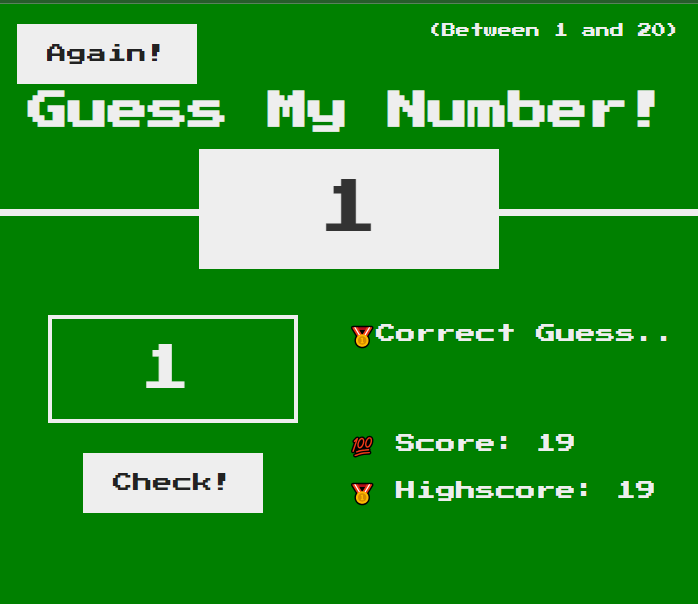 Again!
(Between 1 and 20)
Guess My Number!
1
1
🏅Correct Guess..
Check!
💯 Score: 19
🏅 Highscore: 19